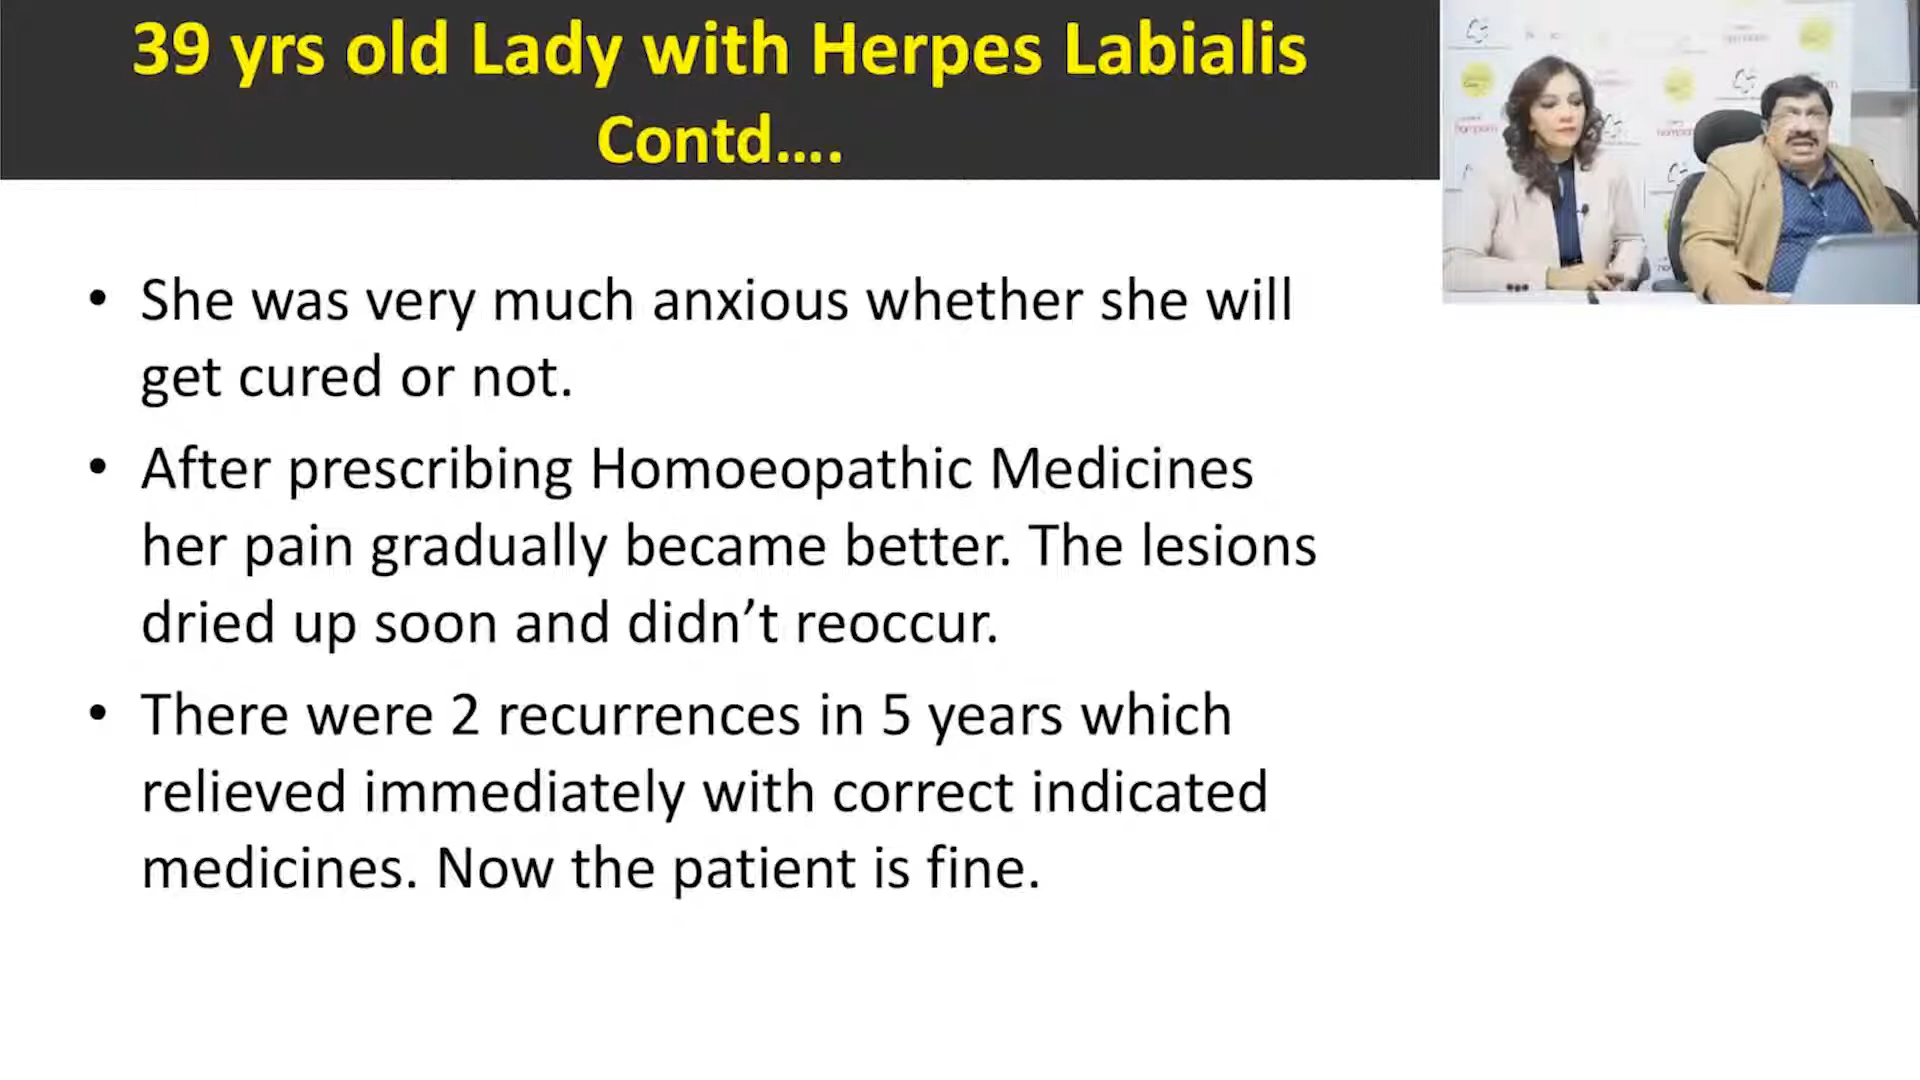 39 yrs old Lady with Herpes Labialis
Contd....
• She was very much anxious whether she will
get cured or not.
• After prescribing Homoeopathic Medicines
her pain gradually became better. The lesions
dried up soon and didn’t reoccur.
• There were 2 recurrences in 5 years which
relieved immediately with correct indicated
medicines. Now the patient is fine.